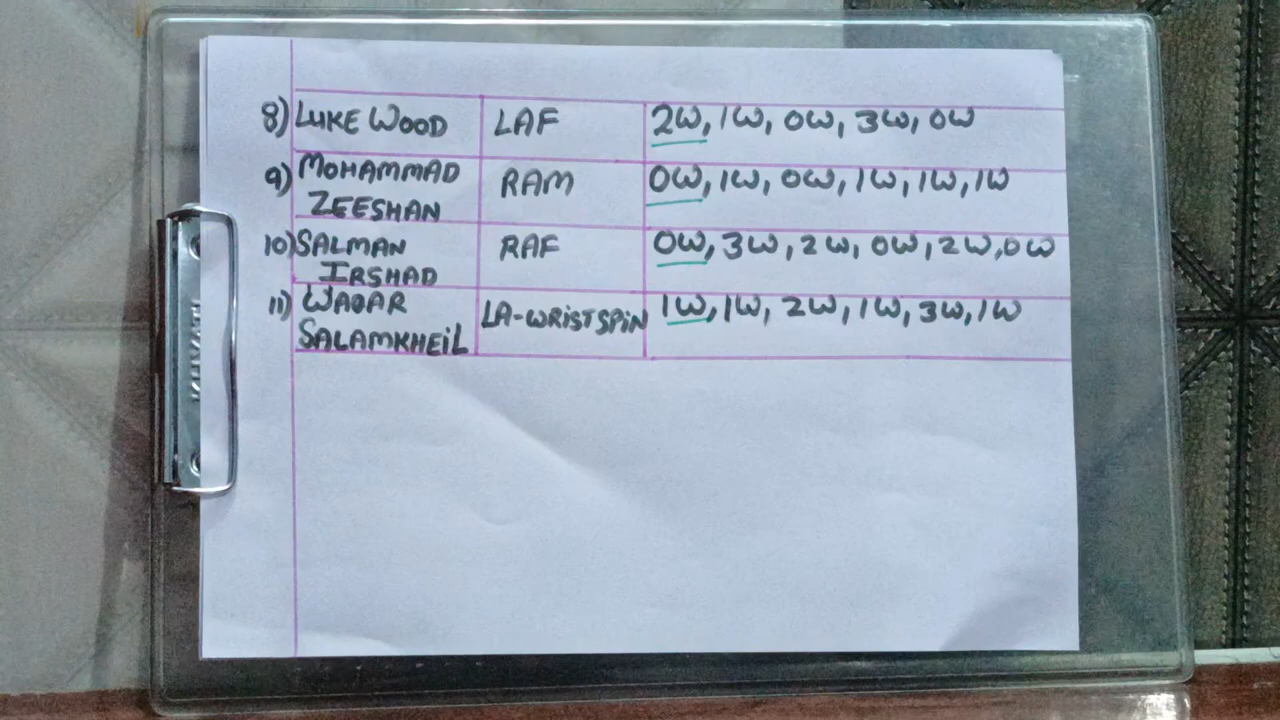 8) LUKE WOOD LAF 2W, 1W, 0W, 3W, 0W
9) MOHAMMAD ZEESHAN RAM 0W, 1W, 0W, 1W, 1W, 1W
10) SALMAN IRSHAD RAF 0W, 3W, 2W, 0W, 2W, 0W
11) WAQAR SALAMKHEIL LA-WRIST SPIN 1W, 1W, 2W, 1W, 3W, 1W